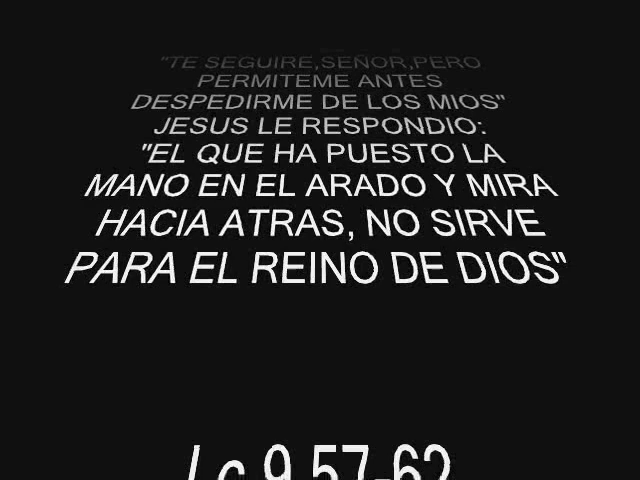 "TE SEGUIRE,SEÑOR,PERO
PERMITEME ANTES
DESPEDIRME DE LOS MIOS"
JESUS LE RESPONDIO:
"EL QUE HA PUESTO LA
MANO EN EL ARADO Y MIRA
HACIA ATRAS, NO SIRVE
PARA EL REINO DE DIOS"
Lc 9,57-62